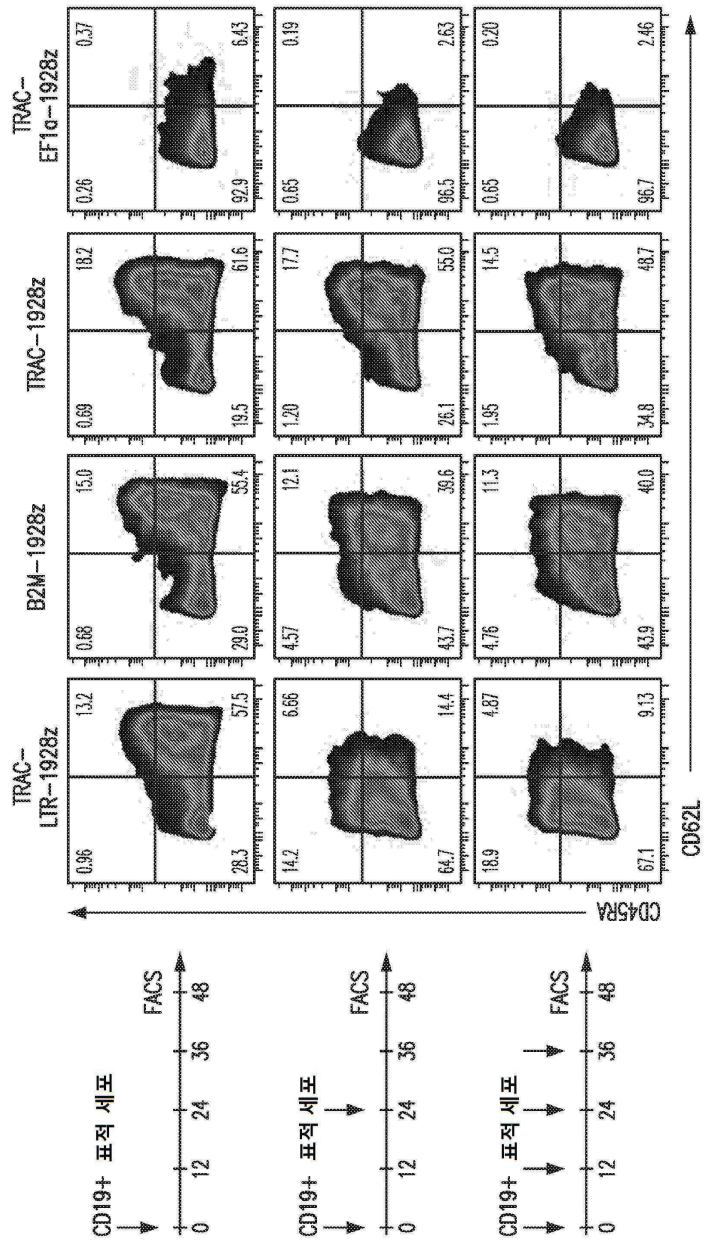 TRAC-
LTR-1928z
B2M-1928z
TRAC-1928z
TRAC-
EF1a-1928z
CD19+ 표적 세포
FACS
0 12 24 36 48
0.96 13.2
28.3 57.5
0.68 15.0
29.0 55.4
0.69 18.2
19.5 61.6
0.26 0.37
92.9 6.43
CD19+ 표적 세포
FACS
0 12 24 36 48
14.2 6.66
64.7 14.4
4.57 12.1
43.7 39.6
1.20 17.7
26.1 55.0
0.65 0.19
96.5 2.63
CD19+ 표적 세포
FACS
0 12 24 36 48
18.9 4.87
67.1 9.13
4.76 11.3
43.9 40.0
1.95 14.5
34.8 48.7
0.65 0.20
96.7 2.46
CD45RA
CD62L